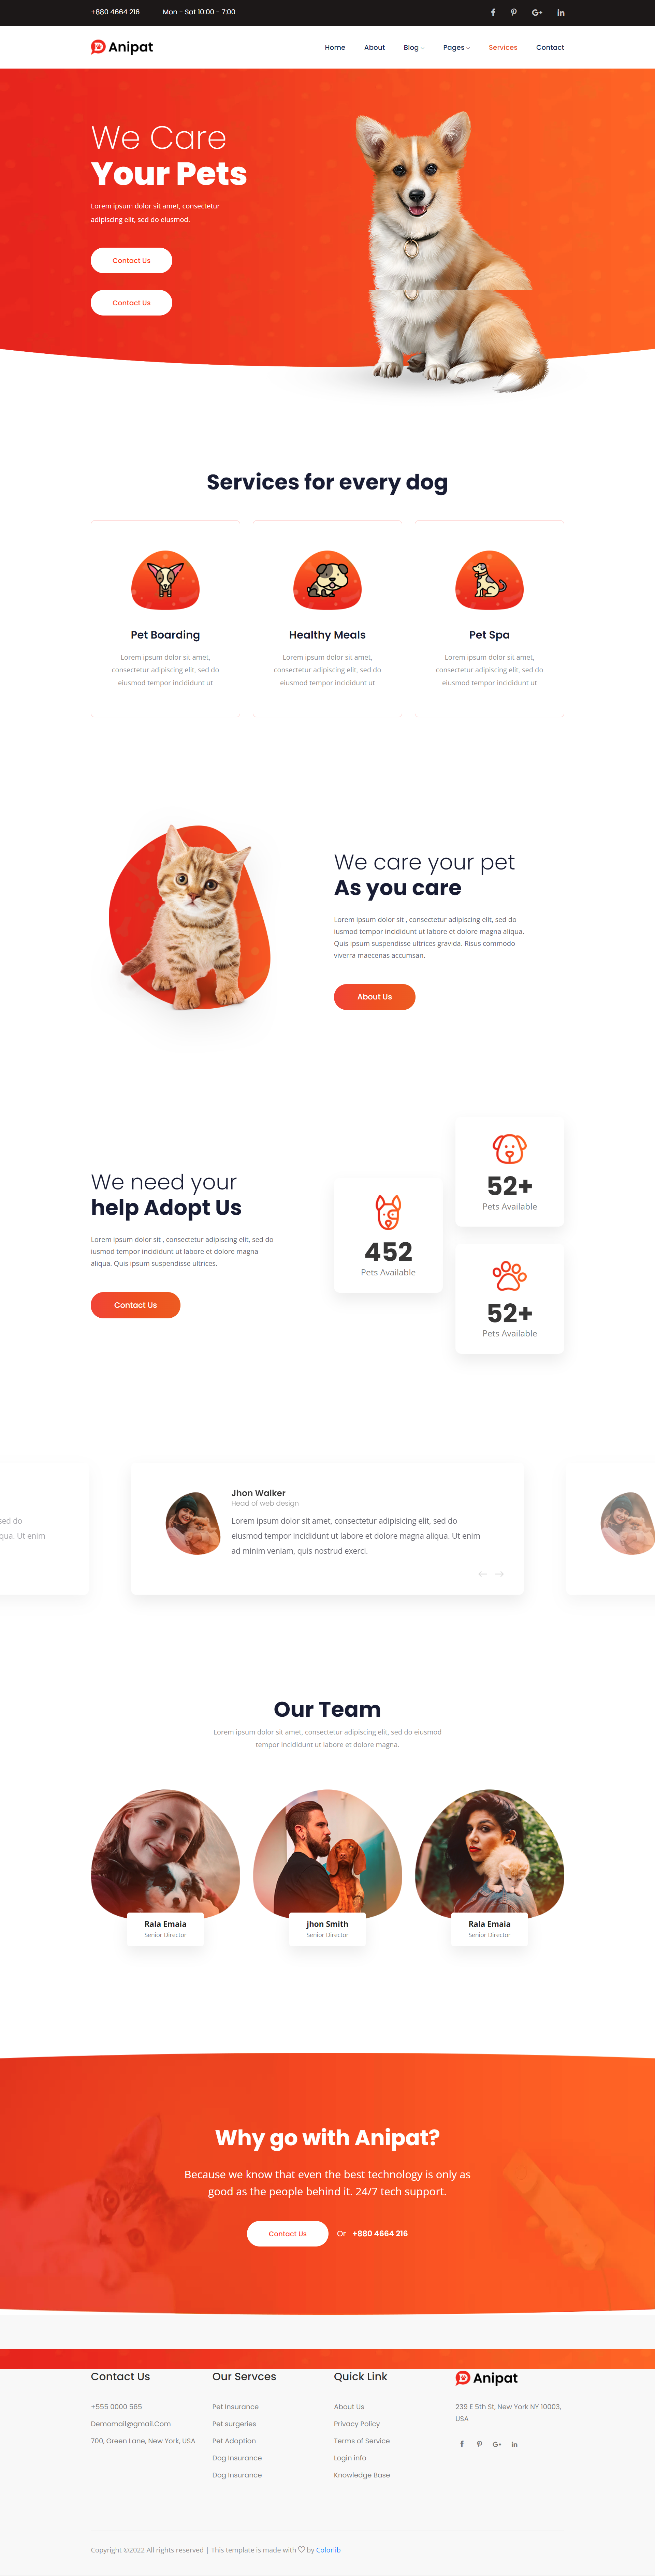 +880 4664 216
Mon - Sat 10:00 - 7:00
Anipat
Home
About
Blog
Pages
Services
Contact
We Care
Your Pets
Lorem ipsum dolor sit amet, consectetur
adipiscing elit, sed do eiusmod.
Contact Us
Contact Us
Services for every dog
Pet Boarding
Lorem ipsum dolor sit amet,
consectetur adipiscing elit, sed do
eiusmod tempor incididunt ut
Healthy Meals
Lorem ipsum dolor sit amet,
consectetur adipiscing elit, sed do
eiusmod tempor incididunt ut
Pet Spa
Lorem ipsum dolor sit amet,
consectetur adipiscing elit, sed do
eiusmod tempor incididunt ut
We care your pet
As you care
Lorem ipsum dolor sit , consectetur adipiscing elit, sed do
iusmod tempor incididunt ut labore et dolore magna aliqua.
Quis ipsum suspendisse ultrices gravida. Risus commodo
viverra maecenas accumsan.
About Us
We need your
help Adopt Us
Lorem ipsum dolor sit , consectetur adipiscing elit, sed do
iusmod tempor incididunt ut labore et dolore magna
aliqua. Quis ipsum suspendisse ultrices.
Contact Us
452
Pets Available
52+
Pets Available
52+
Pets Available
sed do
qua. Ut enim
Jhon Walker
Head of web design
Lorem ipsum dolor sit amet, consectetur adipisicing elit, sed do
eiusmod tempor incididunt ut labore et dolore magna aliqua. Ut enim
ad minim veniam, quis nostrud exerci.
Our Team
Lorem ipsum dolor sit amet, consectetur adipiscing elit, sed do eiusmod
tempor incididunt ut labore et dolore magna.
Rala Emaia
Senior Director
jhon Smith
Senior Director
Rala Emaia
Senior Director
Why go with Anipat?
Because we know that even the best technology is only as
good as the people behind it. 24/7 tech support.
Contact Us
Or +880 4664 216
Contact Us
+555 0000 565
Demomail@gmail.Com
700, Green Lane, New York, USA
Our Servces
Pet Insurance
Pet surgeries
Pet Adoption
Dog Insurance
Dog Insurance
Quick Link
About Us
Privacy Policy
Terms of Service
Login info
Knowledge Base
Anipat
239 E 5th St, New York NY 10003,
USA
Copyright ©2022 All rights reserved | This template is made with ♡ by Colorlib